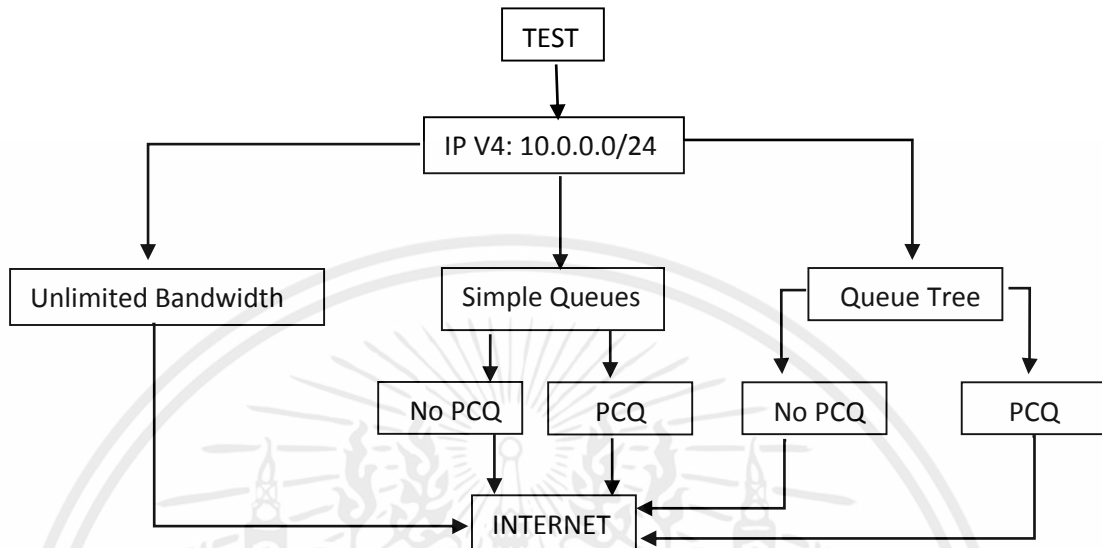 TEST
IP V4: 10.0.0.0/24
Unlimited Bandwidth
Simple Queues
Queue Tree
No PCQ
PCQ
No PCQ
PCQ
INTERNET